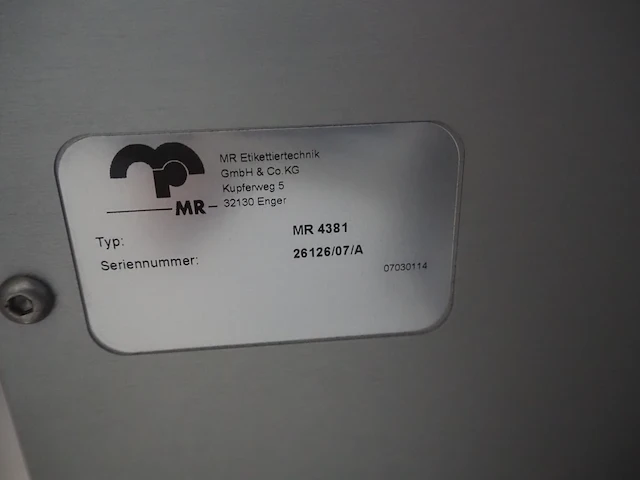 MR Etikettiertechnik
GmbH & Co.KG
Kupferweg 5
32130 Enger
MR
Typ: MR 4381
Seriennummer: 26126/07/A
07030114